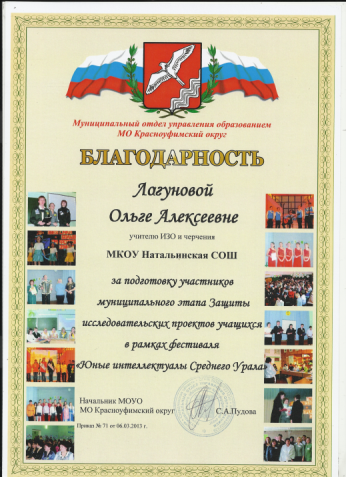 Муниципальный отдел управления образованием
МО Красноуфимский округ
БЛАГОДАРНОСТЬ
Лагуновой
Ольге Алексеевне
учителю ИЗО и черчения
МКОУ Натальинская СОШ
за подготовку участников
муниципального этапа Защиты
исследовательских проектов учащихся
в рамках фестиваля
«Юные интеллектуалы Среднего Урала»
Начальник МОУО
МО Красноуфимский округ С.А.Пудова
Приказ № 71 от 06.03.2013 г.